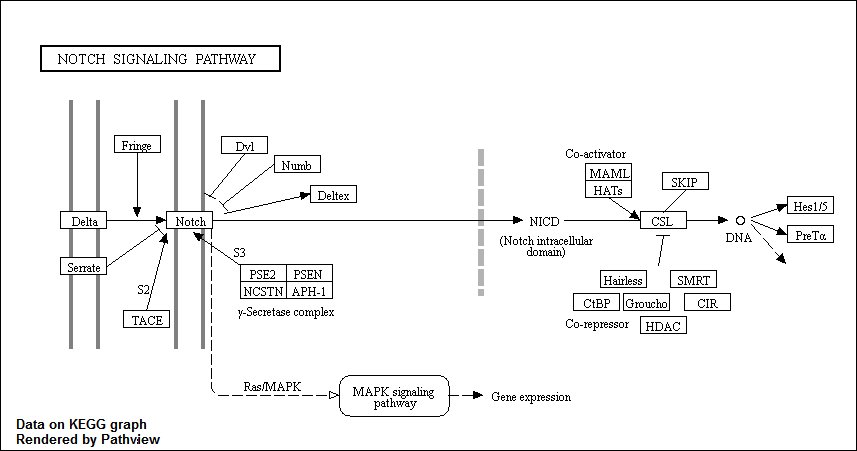 NOTCH SIGNALING PATHWAY
Fringe
Dvl
Numb
Deltex
Delta
Notch
Serrate
S2
TACE
S3
PSE2 PSEN
NCSTN APH-1
γ-Secretase complex
NICD
(Notch intracellular
domain)
Co-activator
MAML
HATs
SKIP
CSL
DNA
Hes1/5
PreTα
Hairless
SMRT
CtBP
Groucho
CIR
Co-repressor
HDAC
Ras/MAPK
MAPK signaling
pathway
Gene expression
Data on KEGG graph
Rendered by Pathview